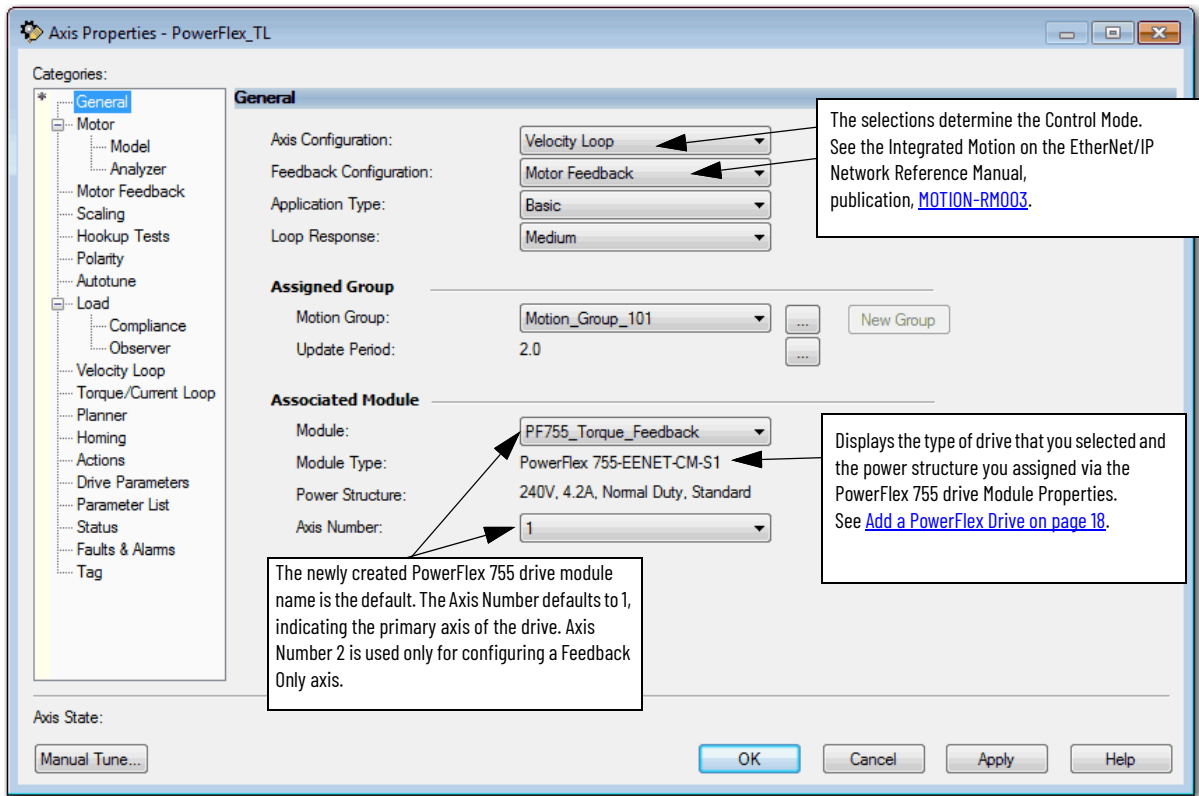 Axis Properties - PowerFlex_TL
Categories:
*
General
Motor
Model
Analyzer
Motor Feedback
Scaling
Hookup Tests
Polarity
Autotune
Load
Compliance
Observer
Velocity Loop
Torque/Current Loop
Planner
Homing
Actions
Drive Parameters
Parameter List
Status
Faults & Alarms
Tag
General
Axis Configuration: Velocity Loop
Feedback Configuration: Motor Feedback
Application Type: Basic
Loop Response: Medium
The selections determine the Control Mode.
See the Integrated Motion on the EtherNet/IP
Network Reference Manual,
publication, MOTION-RM003.
Assigned Group
Motion Group: Motion_Group_101 ... New Group
Update Period: 2.0 ...
Associated Module
Module: PF755_Torque_Feedback
Module Type: PowerFlex 755-EENET-CM-S1
Power Structure: 240V, 4.2A, Normal Duty, Standard
Axis Number: 1
Displays the type of drive that you selected and
the power structure you assigned via the
PowerFlex 755 drive Module Properties.
See Add a PowerFlex Drive on page 18.
The newly created PowerFlex 755 drive module
name is the default. The Axis Number defaults to 1,
indicating the primary axis of the drive. Axis
Number 2 is used only for configuring a Feedback
Only axis.
Axis State:
Manual Tune... OK Cancel Apply Help